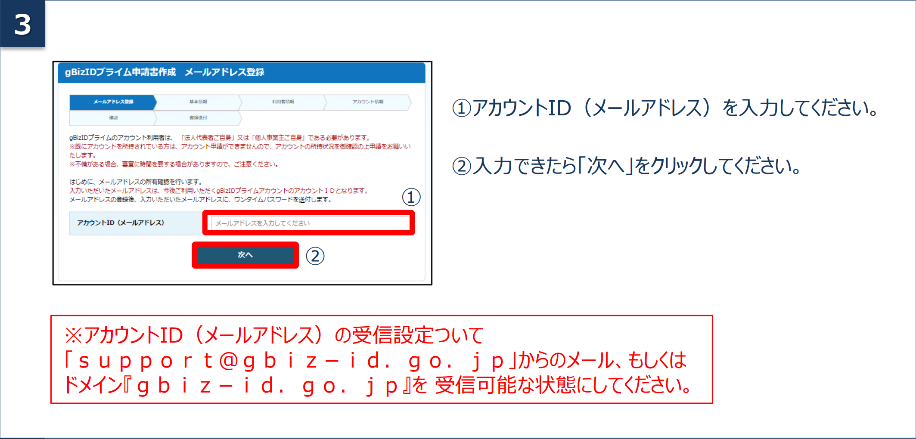 3
gBizIDプライム申請書作成　メールアドレス登録
メールアドレス登録
基本情報
利用者情報
アカウント情報
確認
書類送付
gBizIDプライムのアカウント利用者は、「法人代表者ご自身」又は「個人事業主ご自身」である必要があります。
※既にアカウントを所持されている方は、アカウント申請ができませんので、アカウントの所持状況を御確認の上申請をお願いい
たします。
※不備がある場合、審査に時間を要する場合がありますので、ご注意ください。
はじめに、メールアドレスの所有確認を行います。
入力いただいたメールアドレスは、今後ご利用いただくgBizIDプライムアカウントのアカウントIDとなります。
メールアドレスの登録後、入力いただいたメールアドレスに、ワンタイムパスワードを送付します。
①
アカウントID（メールアドレス）
メールアドレスを入力してください
次へ
②
①アカウントID（メールアドレス）を入力してください。
②入力できたら「次へ」をクリックしてください。
※アカウントID（メールアドレス）の受信設定ついて
「ｓｕｐｐｏｒｔ＠ｇｂｉｚ－ｉｄ．ｇｏ．ｊｐ」からのメール、もしくは
ドメイン『ｇｂｉｚ－ｉｄ．ｇｏ．ｊｐ』を 受信可能な状態にしてください。